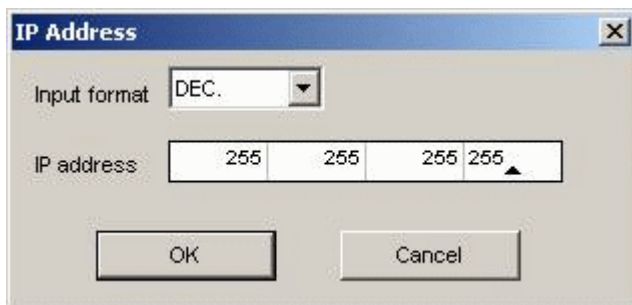 IP Address
Input format DEC.
IP address 255 255 255 255
OK Cancel